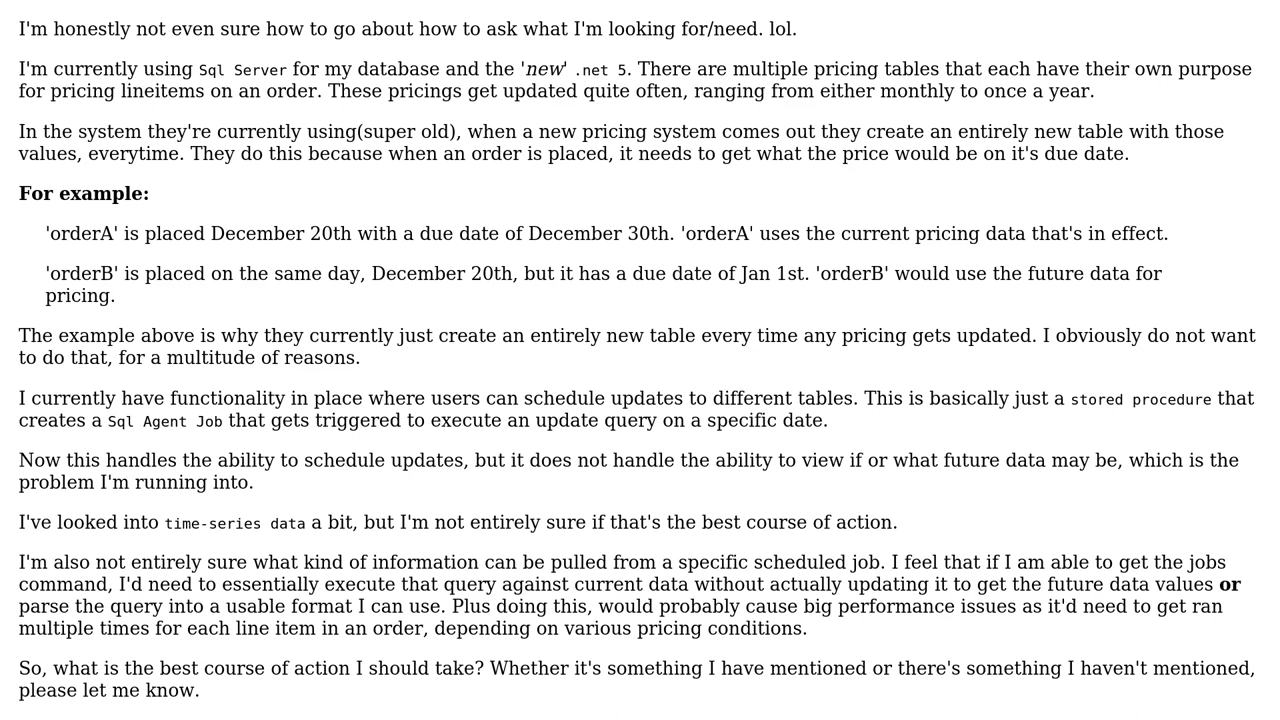 I'm honestly not even sure how to go about how to ask what I'm looking for/need. lol.
I'm currently using Sql Server for my database and the 'new' .net 5. There are multiple pricing tables that each have their own purpose
for pricing lineitems on an order. These pricings get updated quite often, ranging from either monthly to once a year.
In the system they're currently using(super old), when a new pricing system comes out they create an entirely new table with those
values, everytime. They do this because when an order is placed, it needs to get what the price would be on it's due date.
For example:
'orderA' is placed December 20th with a due date of December 30th. 'orderA' uses the current pricing data that's in effect.
'orderB' is placed on the same day, December 20th, but it has a due date of Jan 1st. 'orderB' would use the future data for
pricing.
The example above is why they currently just create an entirely new table every time any pricing gets updated. I obviously do not want
to do that, for a multitude of reasons.
I currently have functionality in place where users can schedule updates to different tables. This is basically just a stored procedure that
creates a Sql Agent Job that gets triggered to execute an update query on a specific date.
Now this handles the ability to schedule updates, but it does not handle the ability to view if or what future data may be, which is the
problem I'm running into.
I've looked into time-series data a bit, but I'm not entirely sure if that's the best course of action.
I'm also not entirely sure what kind of information can be pulled from a specific scheduled job. I feel that if I am able to get the jobs
command, I'd need to essentially execute that query against current data without actually updating it to get the future data values or
parse the query into a usable format I can use. Plus doing this, would probably cause big performance issues as it'd need to get ran
multiple times for each line item in an order, depending on various pricing conditions.
So, what is the best course of action I should take? Whether it's something I have mentioned or there's something I haven't mentioned,
please let me know.